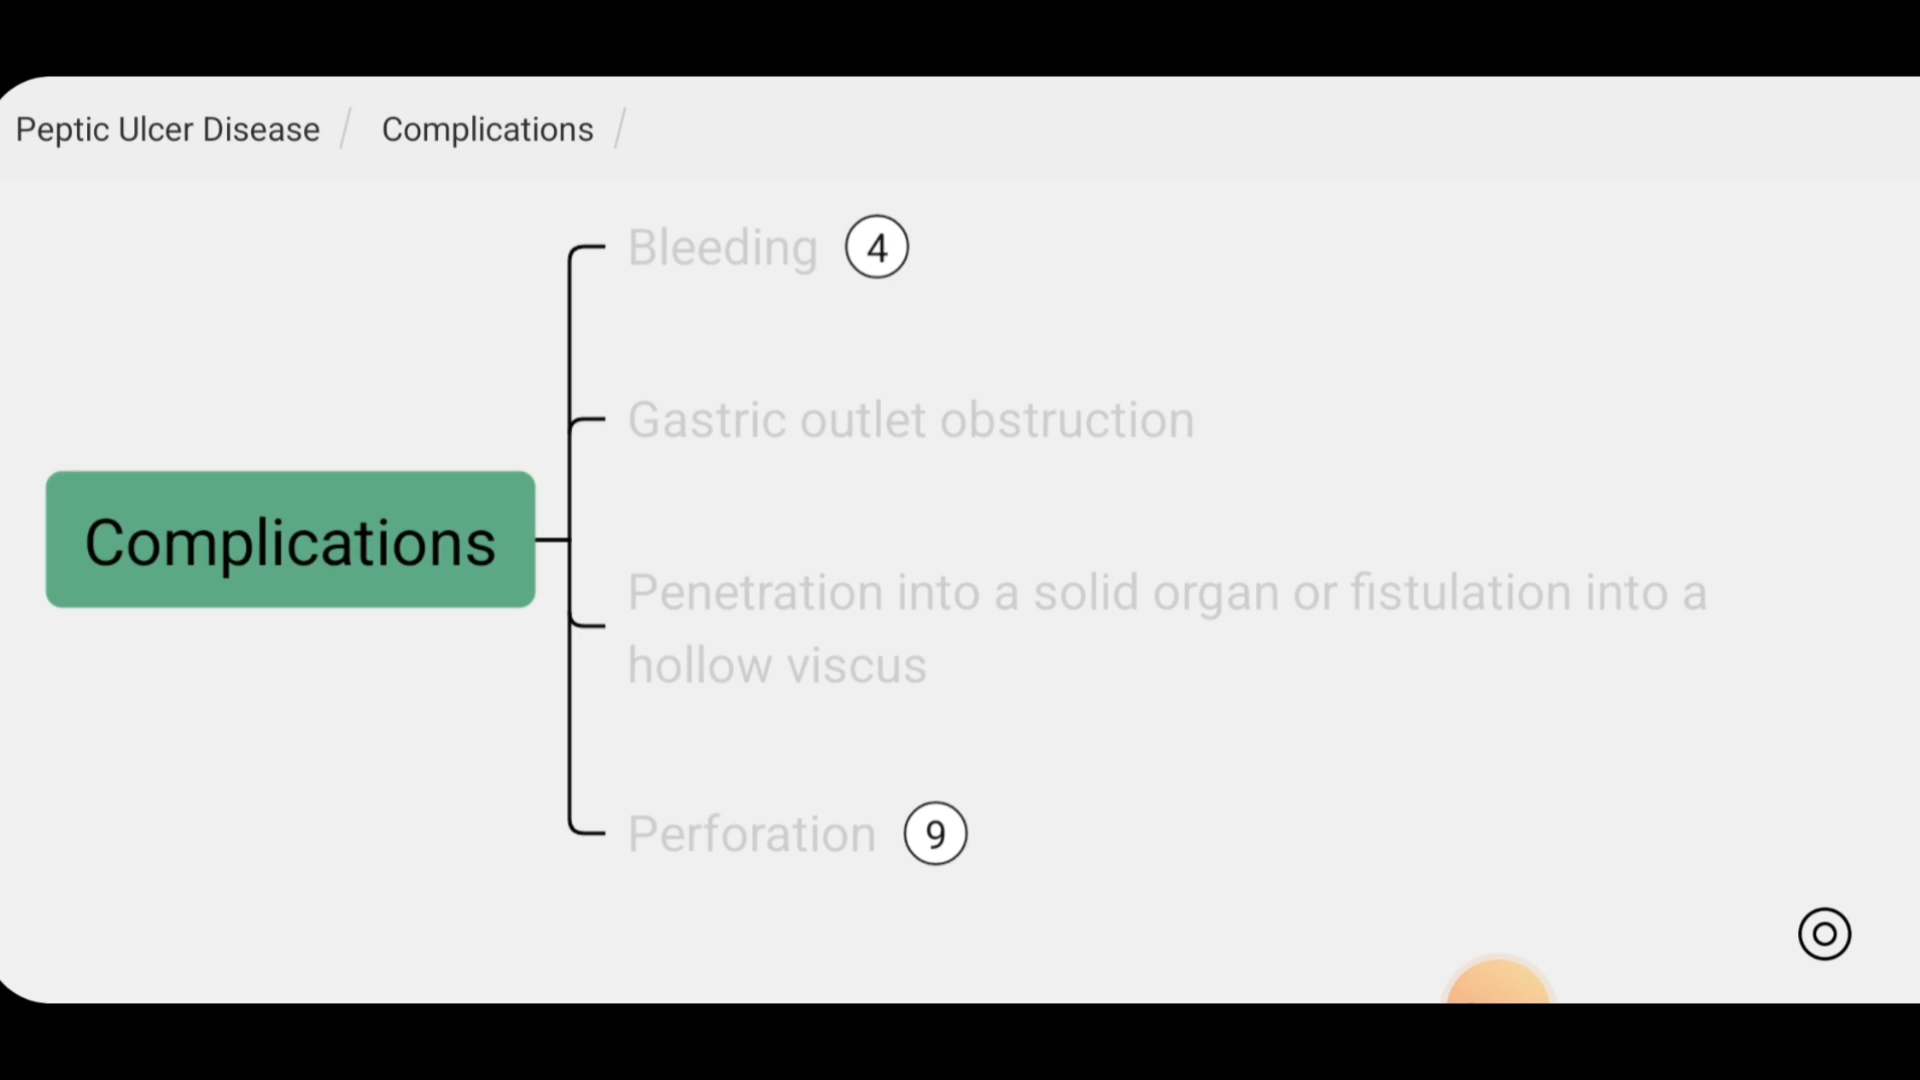 Peptic Ulcer Disease / Complications /
Bleeding 4
Gastric outlet obstruction
Complications
Penetration into a solid organ or fistulation into a
hollow viscus
Perforation 9